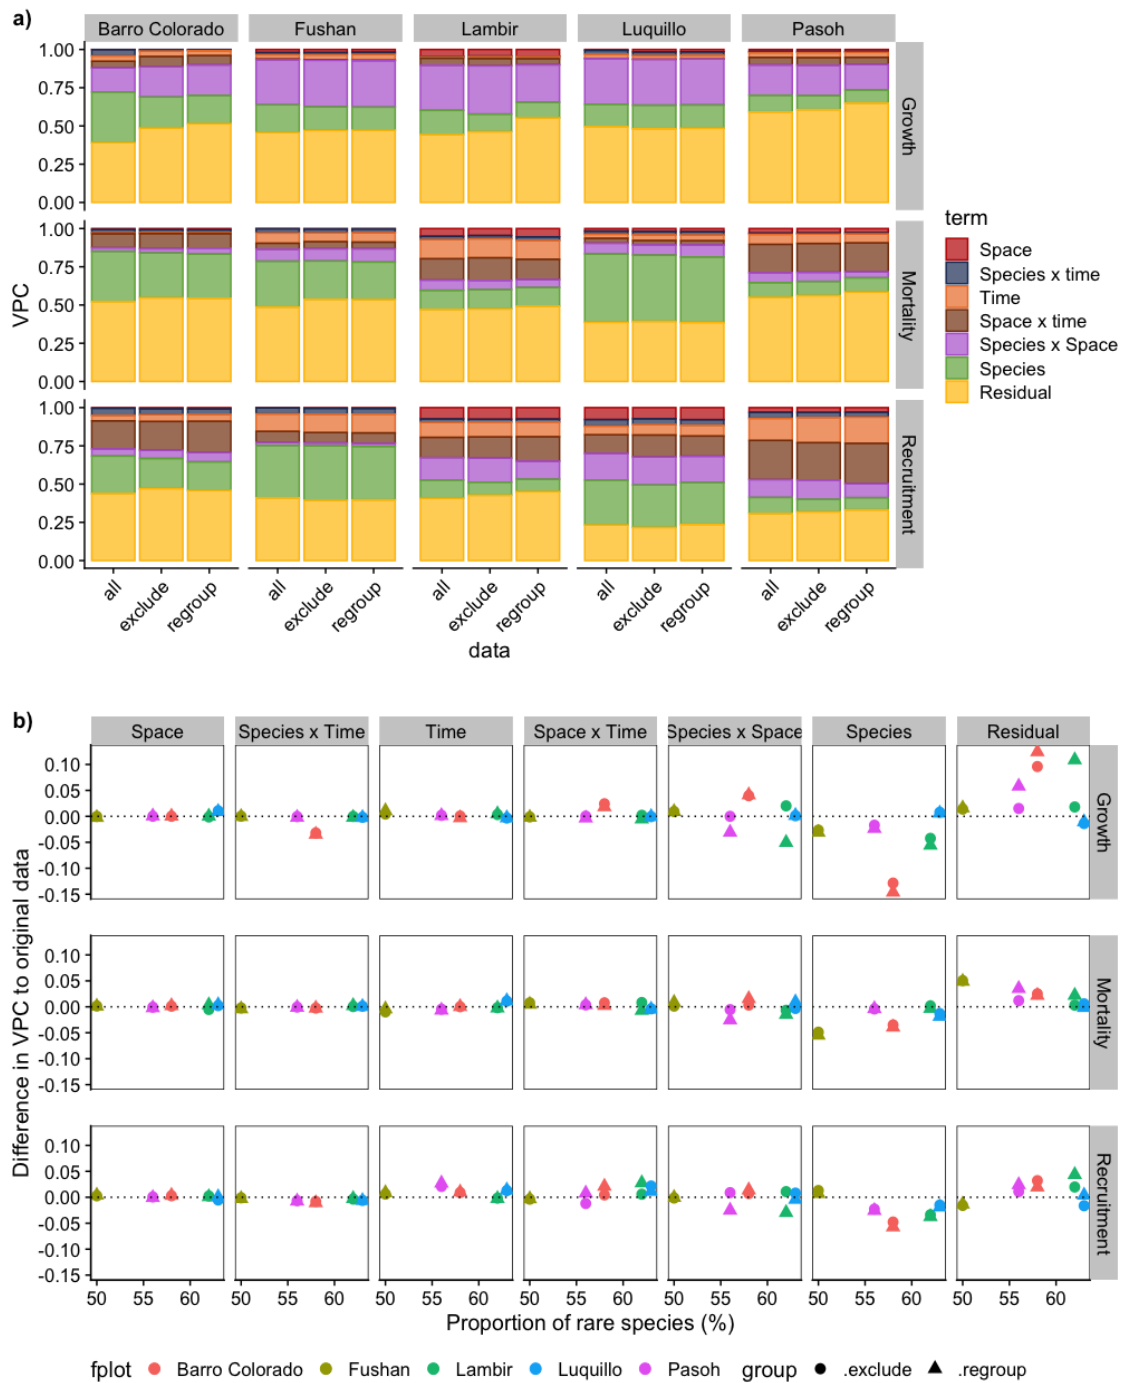 a)
Barro Colorado Fushan Lambir Luquillo Pasoh
1.00
0.75
0.50
0.25
0.00
Growth
1.00
0.75
0.50
0.25
0.00
Mortality
1.00
0.75
0.50
0.25
0.00
Recruitment
VPC
all exclude regroup all exclude regroup all exclude regroup all exclude regroup all exclude regroup
data
term
Space
Species x time
Time
Space x time
Species x Space
Species
Residual
b)
Space Species x Time Time Space x Time Species x Space Species Residual
0.10
0.05
0.00
-0.05
-0.10
-0.15
Growth
0.10
0.05
0.00
-0.05
-0.10
-0.15
Mortality
0.10
0.05
0.00
-0.05
-0.10
-0.15
Recruitment
Difference in VPC to original data
50 55 60 50 55 60 50 55 60 50 55 60 50 55 60 50 55 60 50 55 60
Proportion of rare species (%)
fplot Barro Colorado Fushan Lambir Luquillo Pasoh group .exclude .regroup